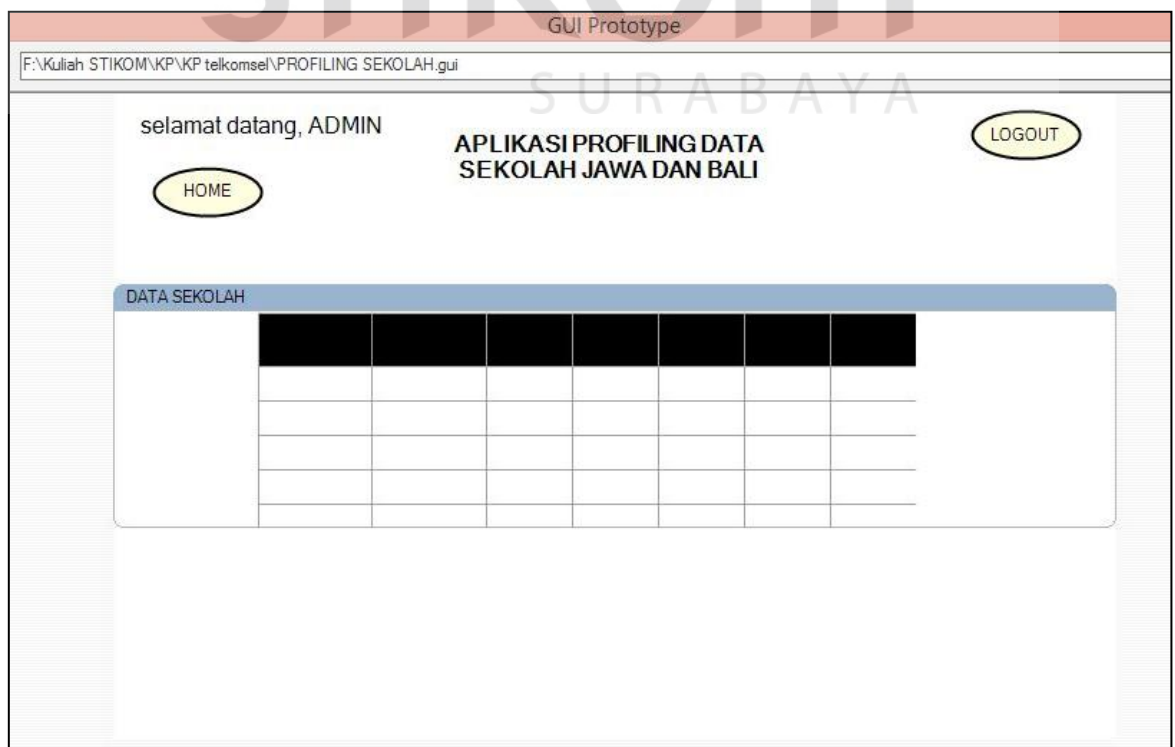 GUI Prototype
F:\Kuliah STIKOM\KP\KP telkomsel\PROFILING SEKOLAH.gui
SURABAYA
selamat datang, ADMIN
APLIKASI PROFILING DATA
SEKOLAH JAWA DAN BALI
LOGOUT
HOME
DATA SEKOLAH